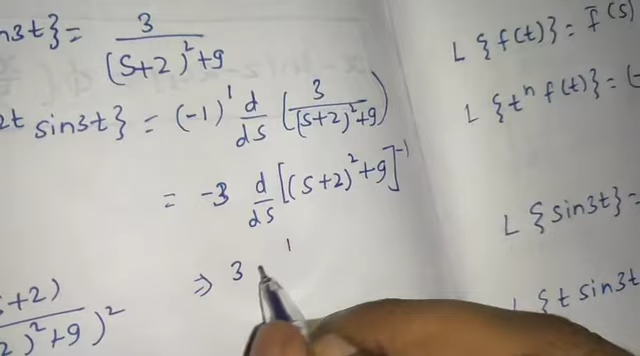 n3t} = 3/((s+2)²+9)
2t sin3t} = (-1)¹ d/ds (3/((s+2)²+9))
= -3 d/ds [(s+2)²+9]⁻¹
⇒ 3 1
s+2)
2)²+9)²
L {f(t)} = f̄(s)
L {tⁿ f(t)} = (-
L {sin3t} =
L {t sin3t